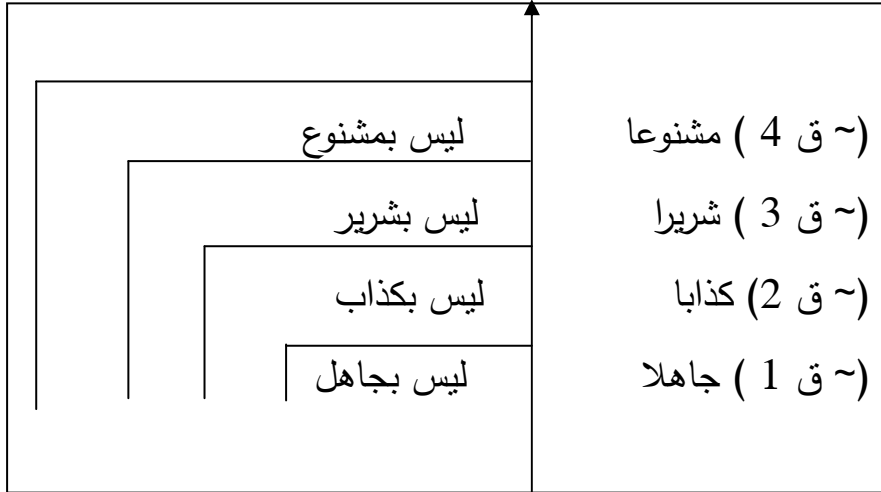 (~ ق 4 ) مشنوعا ليس بمشنوع
(~ ق 3 ) شريرا ليس بشرير
(~ ق 2) كذابا ليس بكذاب
(~ ق 1 ) جاهلا ليس بجاهل